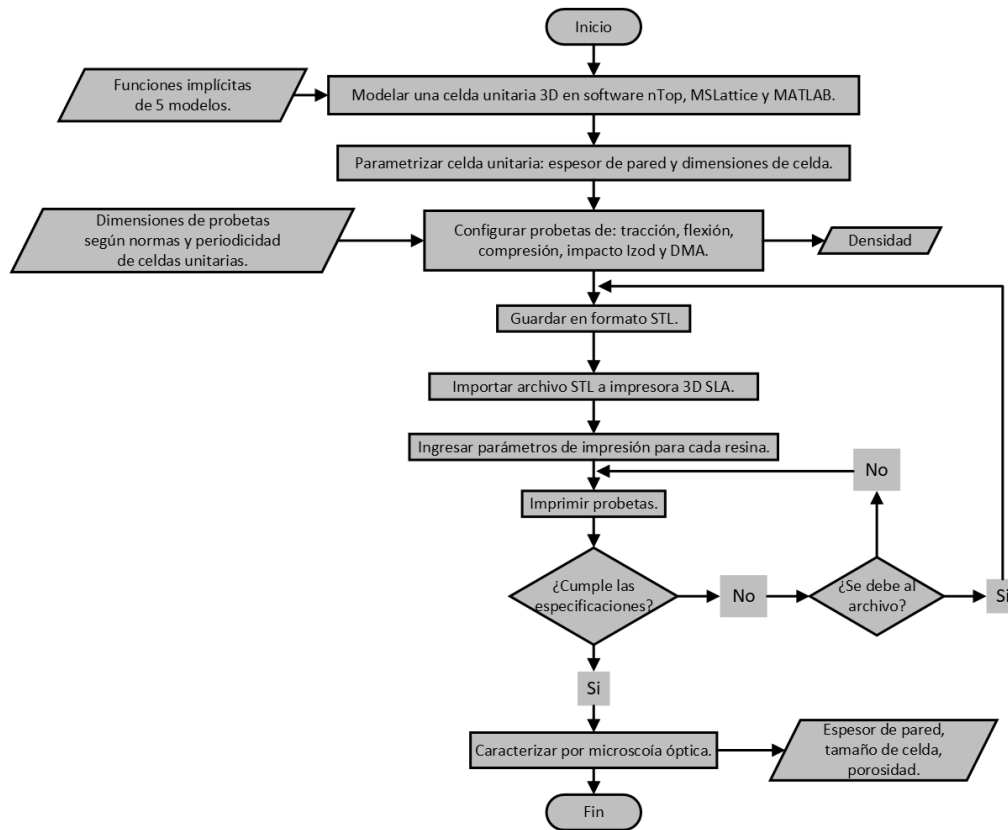 Inicio
Funciones implícitas
de 5 modelos.
Modelar una celda unitaria 3D en software nTop, MSLattice y MATLAB.
Parametrizar celda unitaria: espesor de pared y dimensiones de celda.
Dimensiones de probetas
según normas y periodicidad
de celdas unitarias.
Configurar probetas de: tracción, flexión,
compresión, impacto Izod y DMA.
Densidad
Guardar en formato STL.
Importar archivo STL a impresora 3D SLA.
Ingresar parámetros de impresión para cada resina.
No
Imprimir probetas.
¿Cumple las
especificaciones?
No
¿Se debe al
archivo?
Si
Si
Caracterizar por microscoía óptica.
Espesor de pared,
tamaño de celda,
porosidad.
Fin